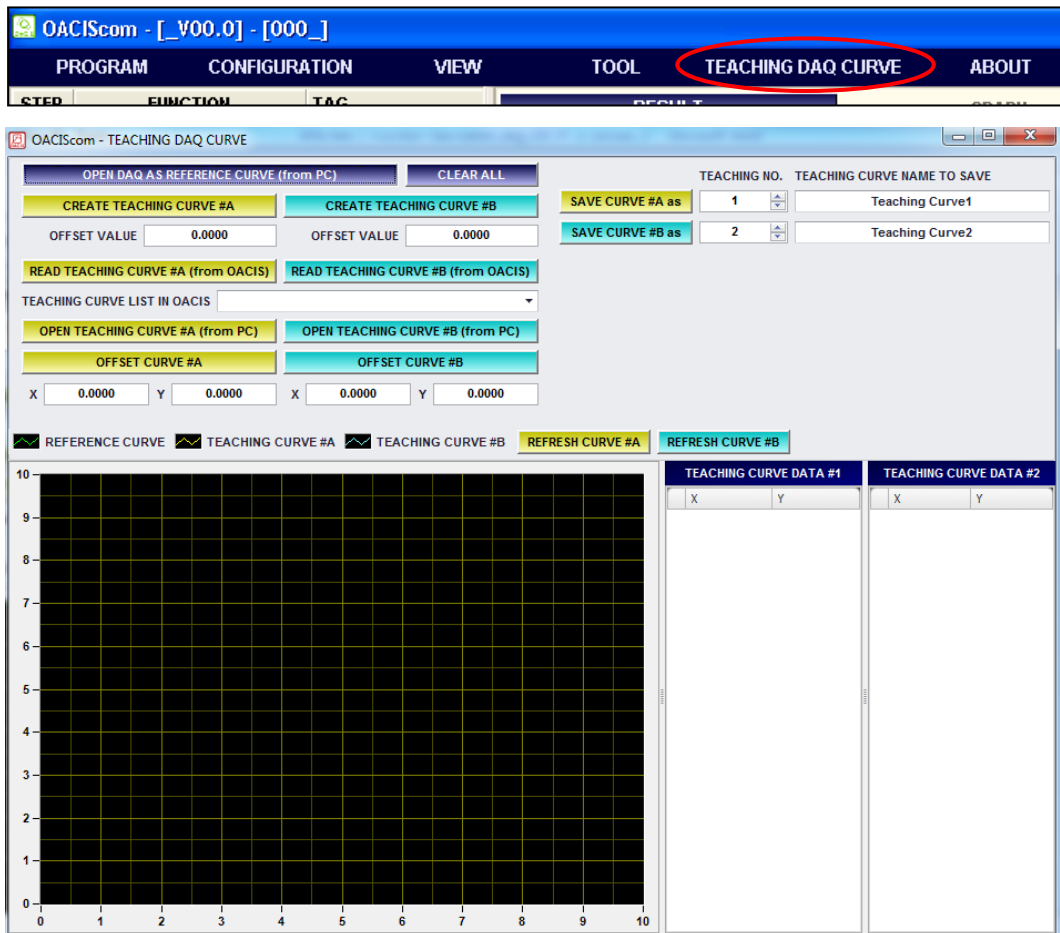 OACIScom - [_V00.0] - [000_]
PROGRAM CONFIGURATION VIEW TOOL TEACHING DAQ CURVE ABOUT
STEP FUNCTION TAG RESULT GRAPH
OACIScom - TEACHING DAQ CURVE
OPEN DAQ AS REFERENCE CURVE (from PC) CLEAR ALL TEACHING NO. TEACHING CURVE NAME TO SAVE
CREATE TEACHING CURVE #A CREATE TEACHING CURVE #B SAVE CURVE #A as 1 Teaching Curve1
OFFSET VALUE 0.0000 OFFSET VALUE 0.0000 SAVE CURVE #B as 2 Teaching Curve2
READ TEACHING CURVE #A (from OACIS) READ TEACHING CURVE #B (from OACIS)
TEACHING CURVE LIST IN OACIS
OPEN TEACHING CURVE #A (from PC) OPEN TEACHING CURVE #B (from PC)
OFFSET CURVE #A OFFSET CURVE #B
X 0.0000 Y 0.0000 X 0.0000 Y 0.0000
REFERENCE CURVE TEACHING CURVE #A TEACHING CURVE #B REFRESH CURVE #A REFRESH CURVE #B
TEACHING CURVE DATA #1 TEACHING CURVE DATA #2
X Y X Y
10
9
8
7
6
5
4
3
2
1
0
0 1 2 3 4 5 6 7 8 9 10